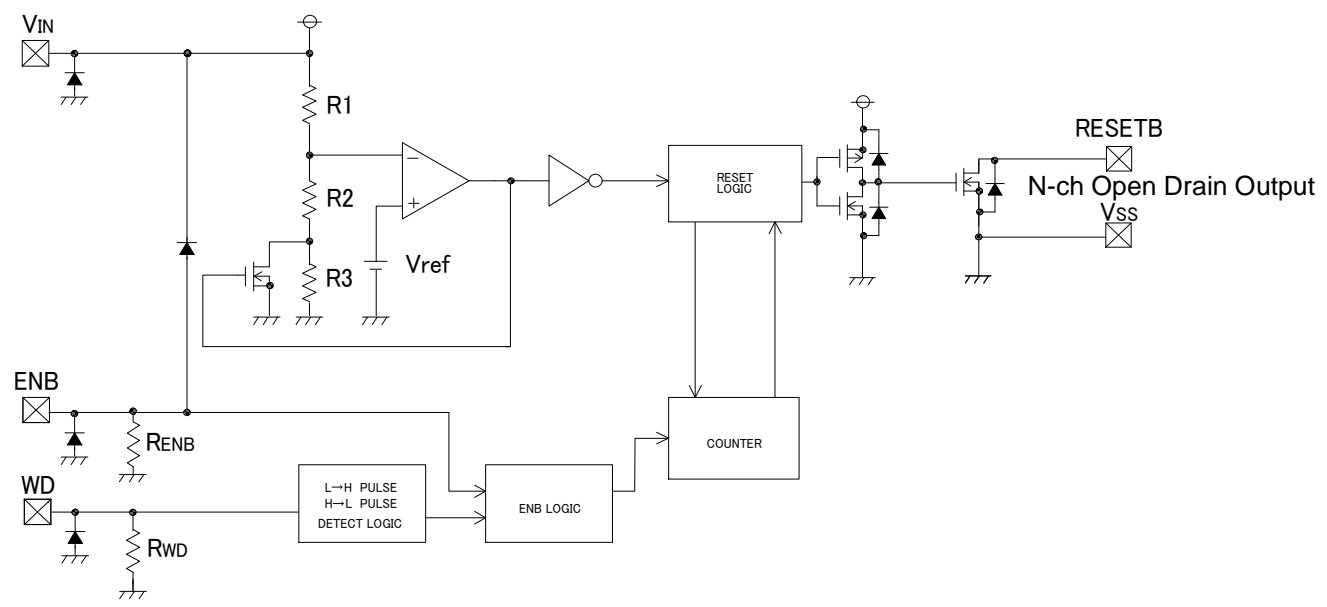 VIN
R1
R2
R3
Vref
RESET
LOGIC
RESETB
N-ch Open Drain Output
VSS
ENB
RENB
COUNTER
WD
RWD
L→H PULSE
H→L PULSE
DETECT LOGIC
ENB LOGIC